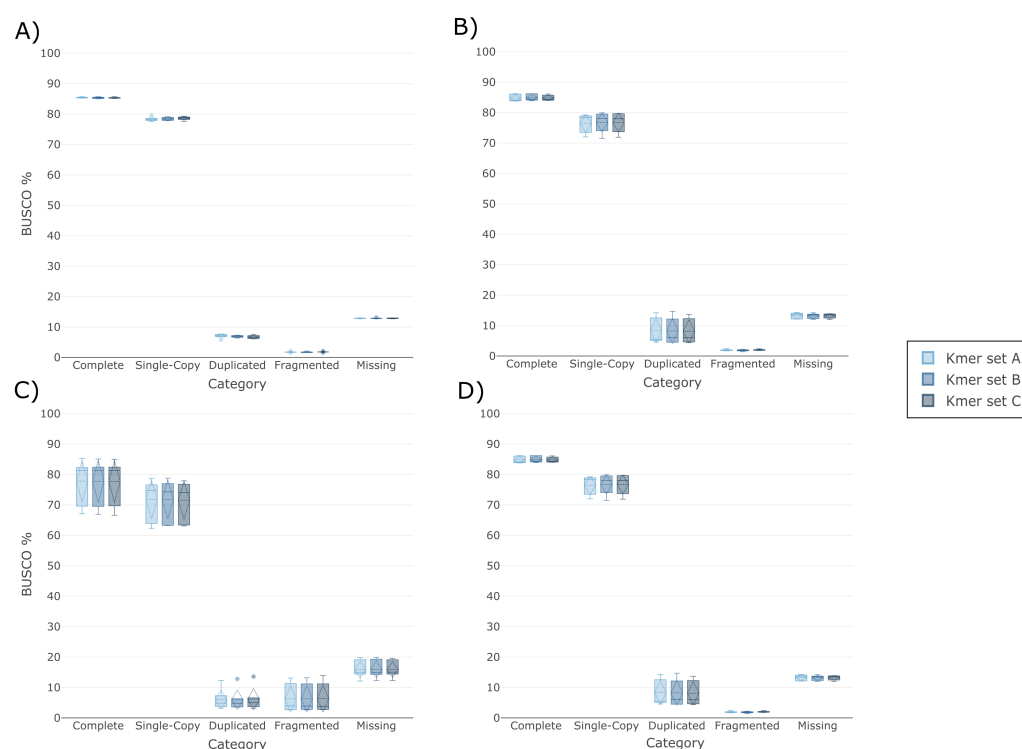 A)
100
90
80
70
60
50
40
30
20
10
0
BUSCO %
Complete Single-Copy Duplicated Fragmented Missing
Category
B)
100
90
80
70
60
50
40
30
20
10
0
Complete Single-Copy Duplicated Fragmented Missing
Category
Kmer set A
Kmer set B
Kmer set C
C)
100
90
80
70
60
50
40
30
20
10
0
BUSCO %
Complete Single-Copy Duplicated Fragmented Missing
Category
D)
100
90
80
70
60
50
40
30
20
10
0
Complete Single-Copy Duplicated Fragmented Missing
Category